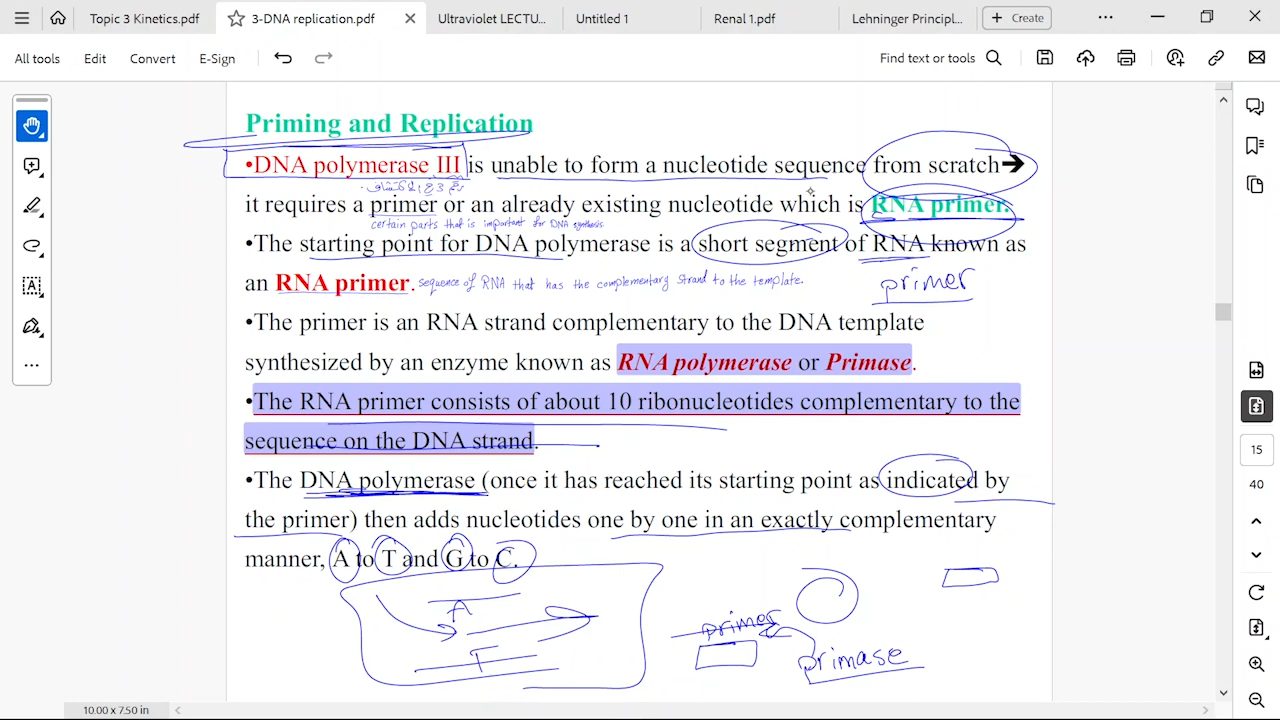 Topic 3 Kinetics.pdf
3-DNA replication.pdf
Ultraviolet LECTU...
Untitled 1
Renal 1.pdf
Lehninger Principl...
Create
All tools
Edit
Convert
E-Sign
Find text or tools
Priming and Replication
•DNA polymerase III is unable to form a nucleotide sequence from scratch➔
it requires a primer or an already existing nucleotide which is RNA primer.
certain parts that is important for DNA synthesis.
•The starting point for DNA polymerase is a short segment of RNA known as
an RNA primer. sequence of RNA that has the complementary strand to the template.
primer
•The primer is an RNA strand complementary to the DNA template
synthesized by an enzyme known as RNA polymerase or Primase.
•The RNA primer consists of about 10 ribonucleotides complementary to the
sequence on the DNA strand.
•The DNA polymerase (once it has reached its starting point as indicated by
the primer) then adds nucleotides one by one in an exactly complementary
manner, A to T and G to C.
A
T
primer
primase
15
40
10.00 x 7.50 in